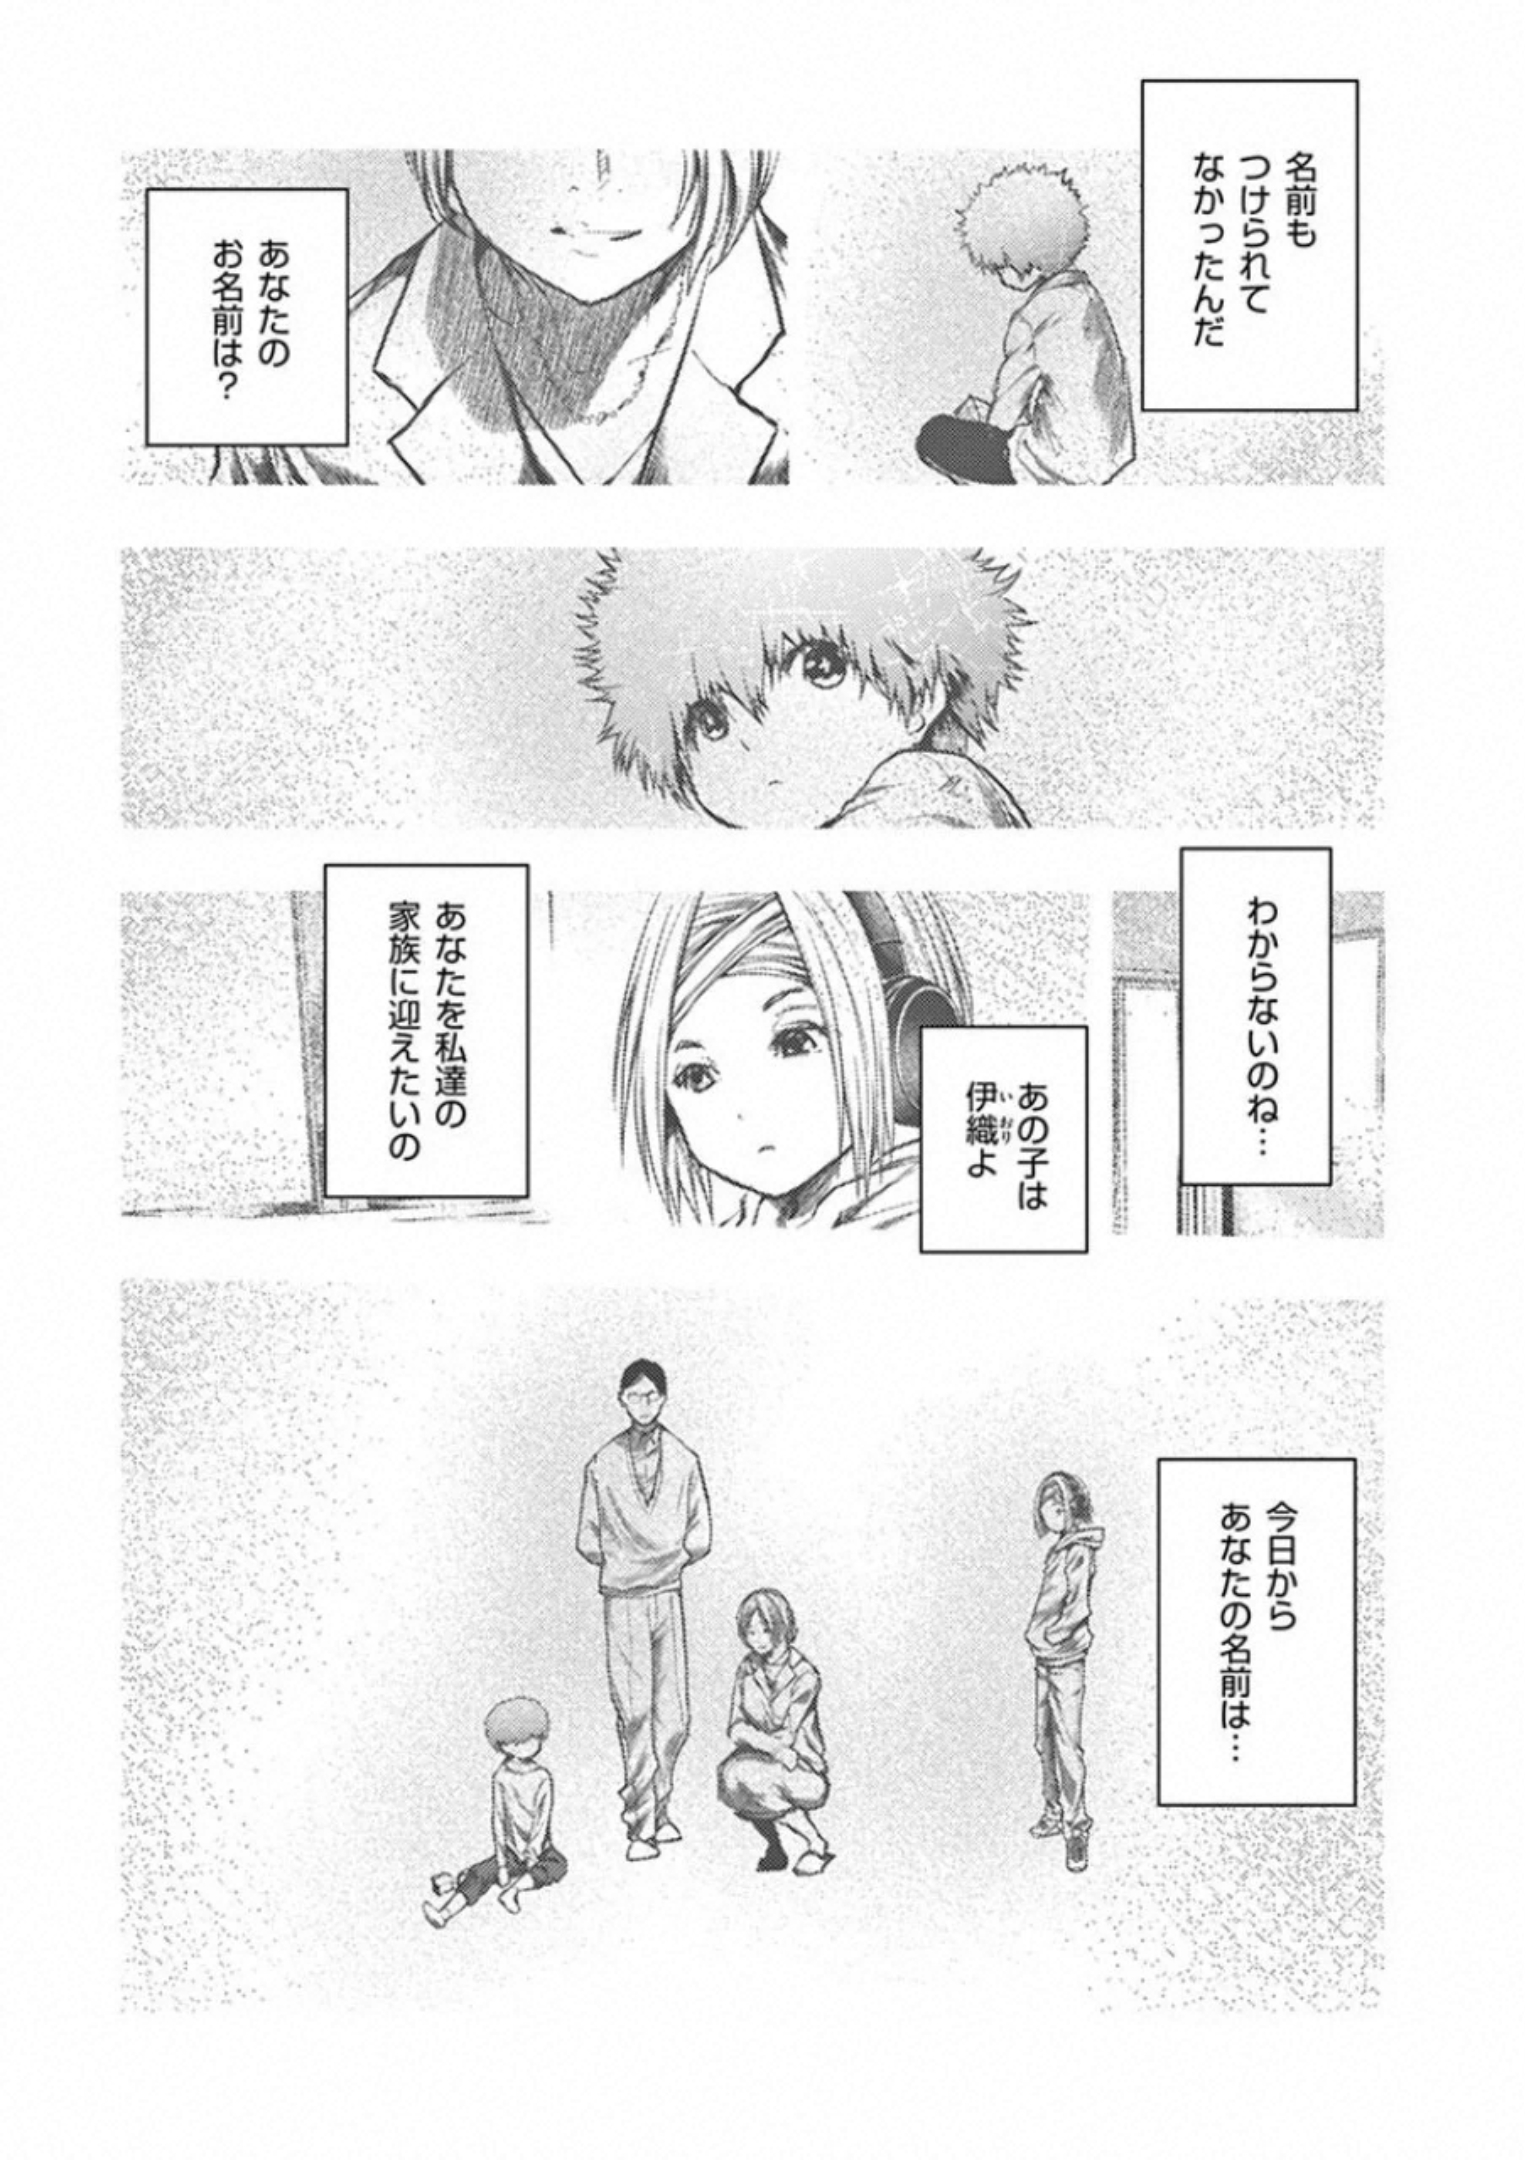 名前も
つけられて
なかったんだ
あなたの
お名前は?
わからないのね…
あの子は
伊織よ
いおり
あなたを私達の
家族に迎えたいの
今日から
あなたの名前は…